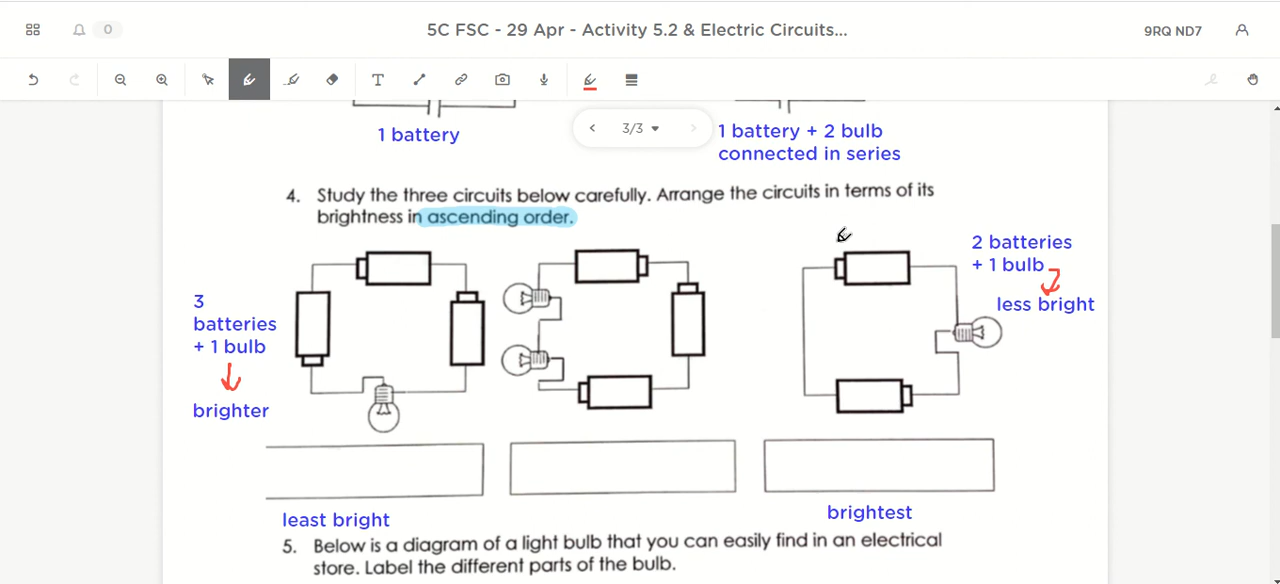 0
5C FSC - 29 Apr - Activity 5.2 & Electric Circuits...
9RQ ND7
T
1 battery
3/3
1 battery + 2 bulb
connected in series
4. Study the three circuits below carefully. Arrange the circuits in terms of its
brightness in ascending order.
2 batteries
+ 1 bulb
less bright
3
batteries
+ 1 bulb
brighter
least bright
brightest
5. Below is a diagram of a light bulb that you can easily find in an electrical
store. Label the different parts of the bulb.